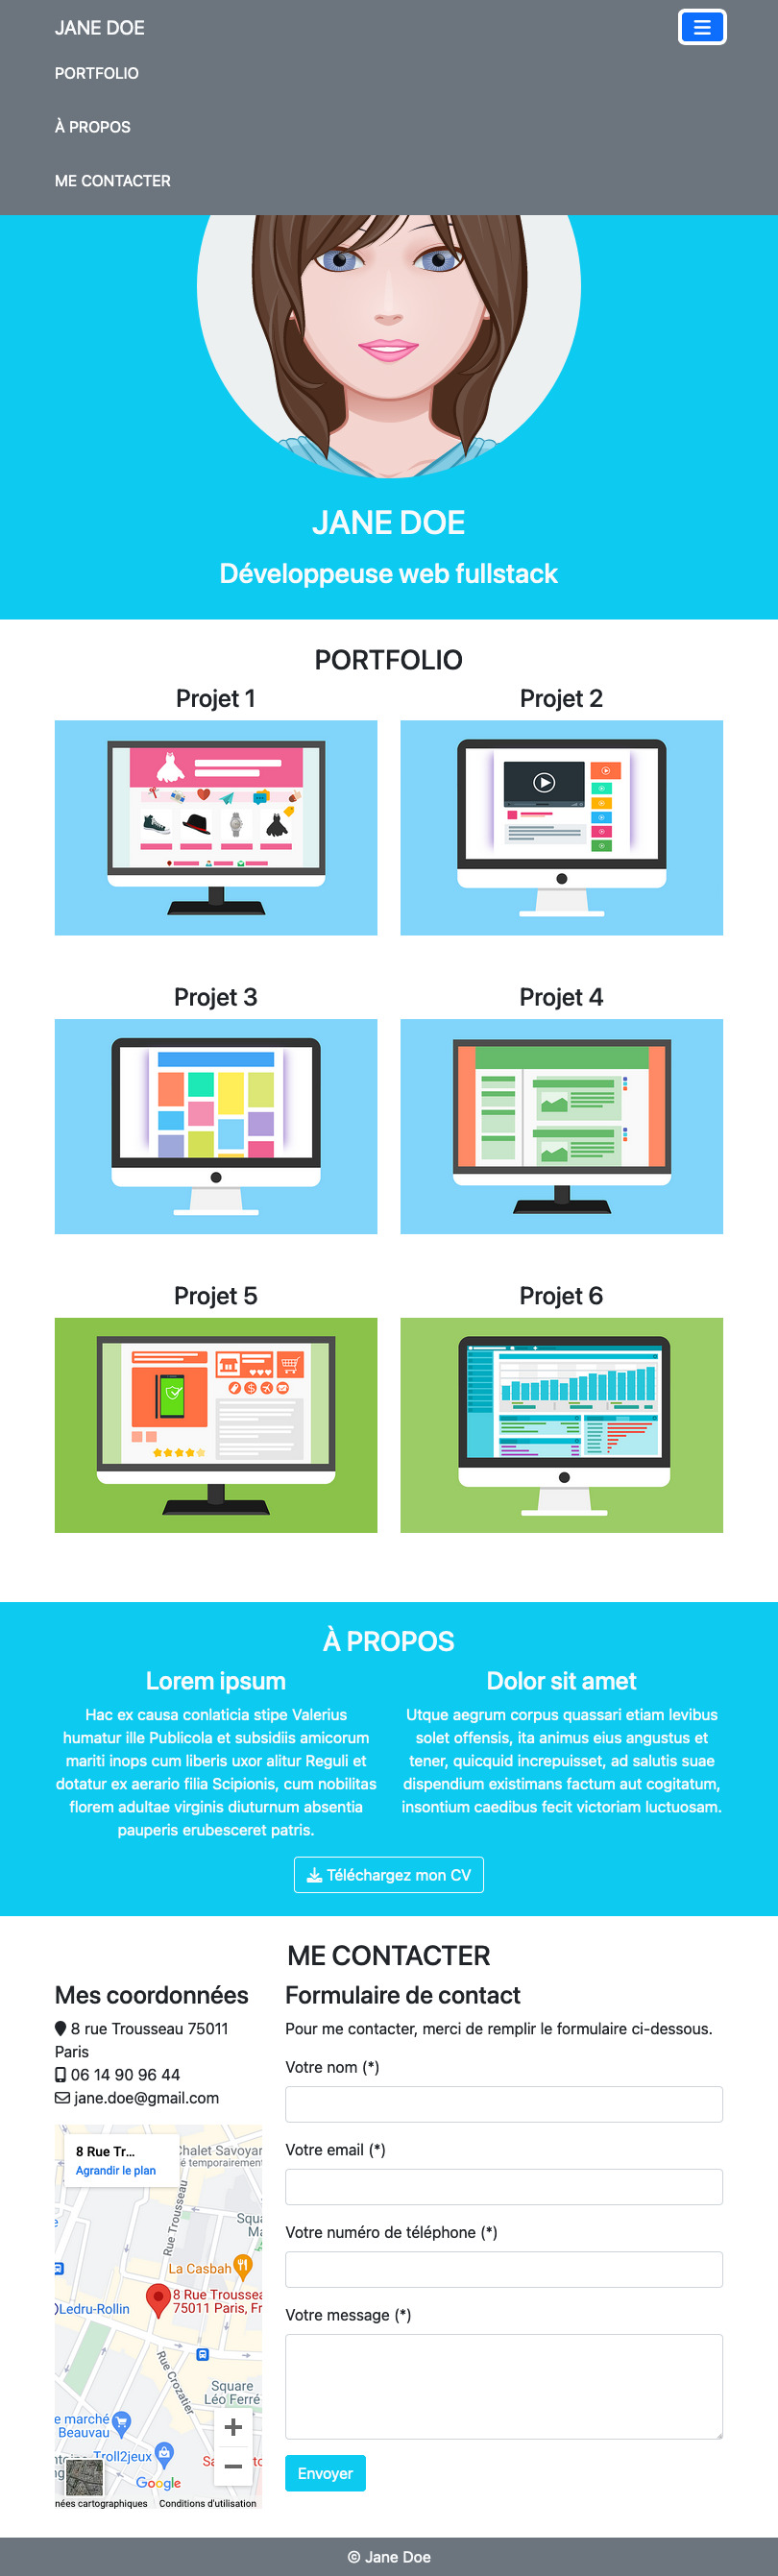 JANE DOE
PORTFOLIO
À PROPOS
ME CONTACTER
JANE DOE
Développeuse web fullstack
PORTFOLIO
Projet 1
Projet 2
Projet 3
Projet 4
Projet 5
Projet 6
À PROPOS
Lorem ipsum
Hac ex causa conlaticia stipe Valerius
humatur ille Publicola et subsidiis amicorum
mariti inops cum liberis uxor alitur Reguli et
dotatur ex aerario filia Scipionis, cum nobilitas
florem adultae virginis diuturnum absentia
pauperis erubesceret patris.
Dolor sit amet
Utque aegrum corpus quassari etiam levibus
solet offensis, ita animus eius angustus et
tener, quicquid increpuisset, ad salutis suae
dispendium existimans factum aut cogitatum,
insontium caedibus fecit victoriam luctuosam.
Téléchargez mon CV
ME CONTACTER
Mes coordonnées
8 rue Trousseau 75011
Paris
06 14 90 96 44
jane.doe@gmail.com
8 Rue Tr...
Agrandir le plan
Chalet Savoyar
é temporairement
Rue Trousseau
Squa
Ma
La Casbah
8 Rue Troussea
75011 Paris, Fr
Ledru-Rollin
Rue Crozatier
Square
Léo Ferré
e marché
Beauvau
Troll2jeux
Google
nées cartographiques
Conditions d'utilisation
Formulaire de contact
Pour me contacter, merci de remplir le formulaire ci-dessous.
Votre nom (*)
Votre email (*)
Votre numéro de téléphone (*)
Votre message (*)
Envoyer
© Jane Doe